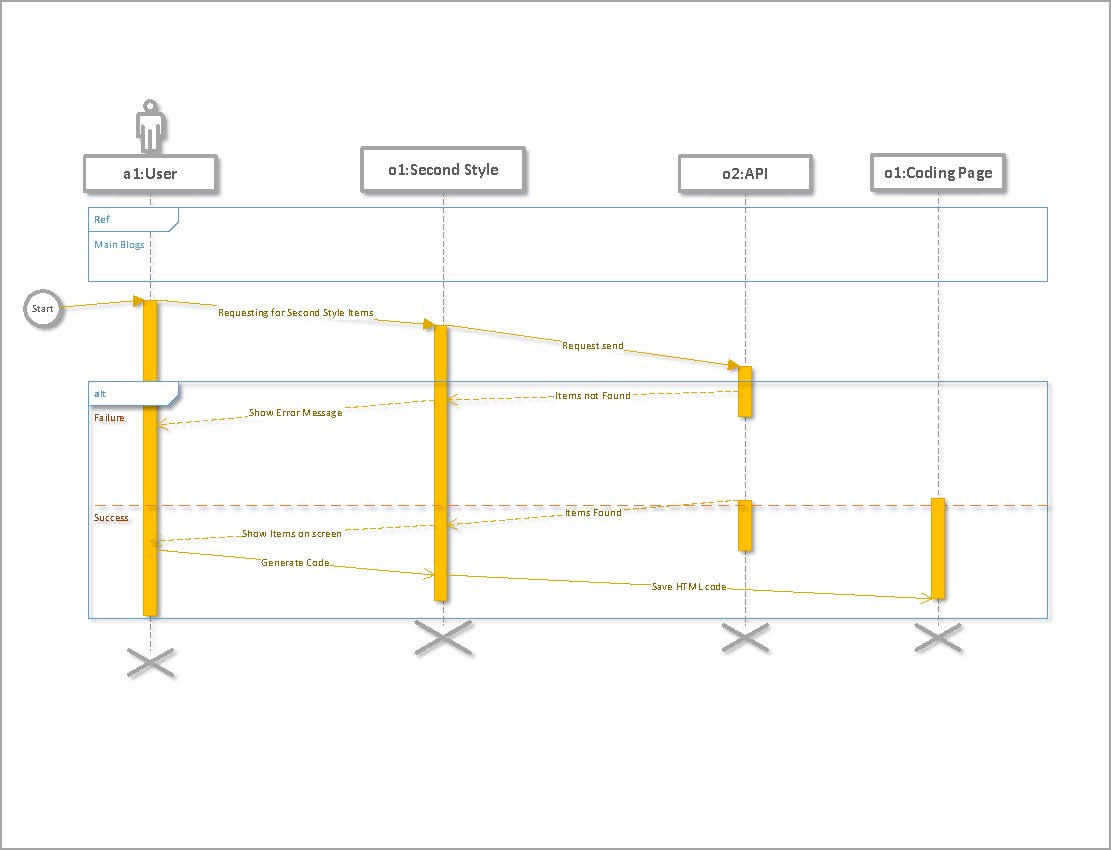 a1:User
o1:Second Style
o2:API
o1:Coding Page
Ref
Main Blogs
Start
Requesting for Second Style Items
Request send
alt
Items not Found
Show Error Message
Failure
Items Found
Success
Show Items on screen
Generate Code
Save HTML code